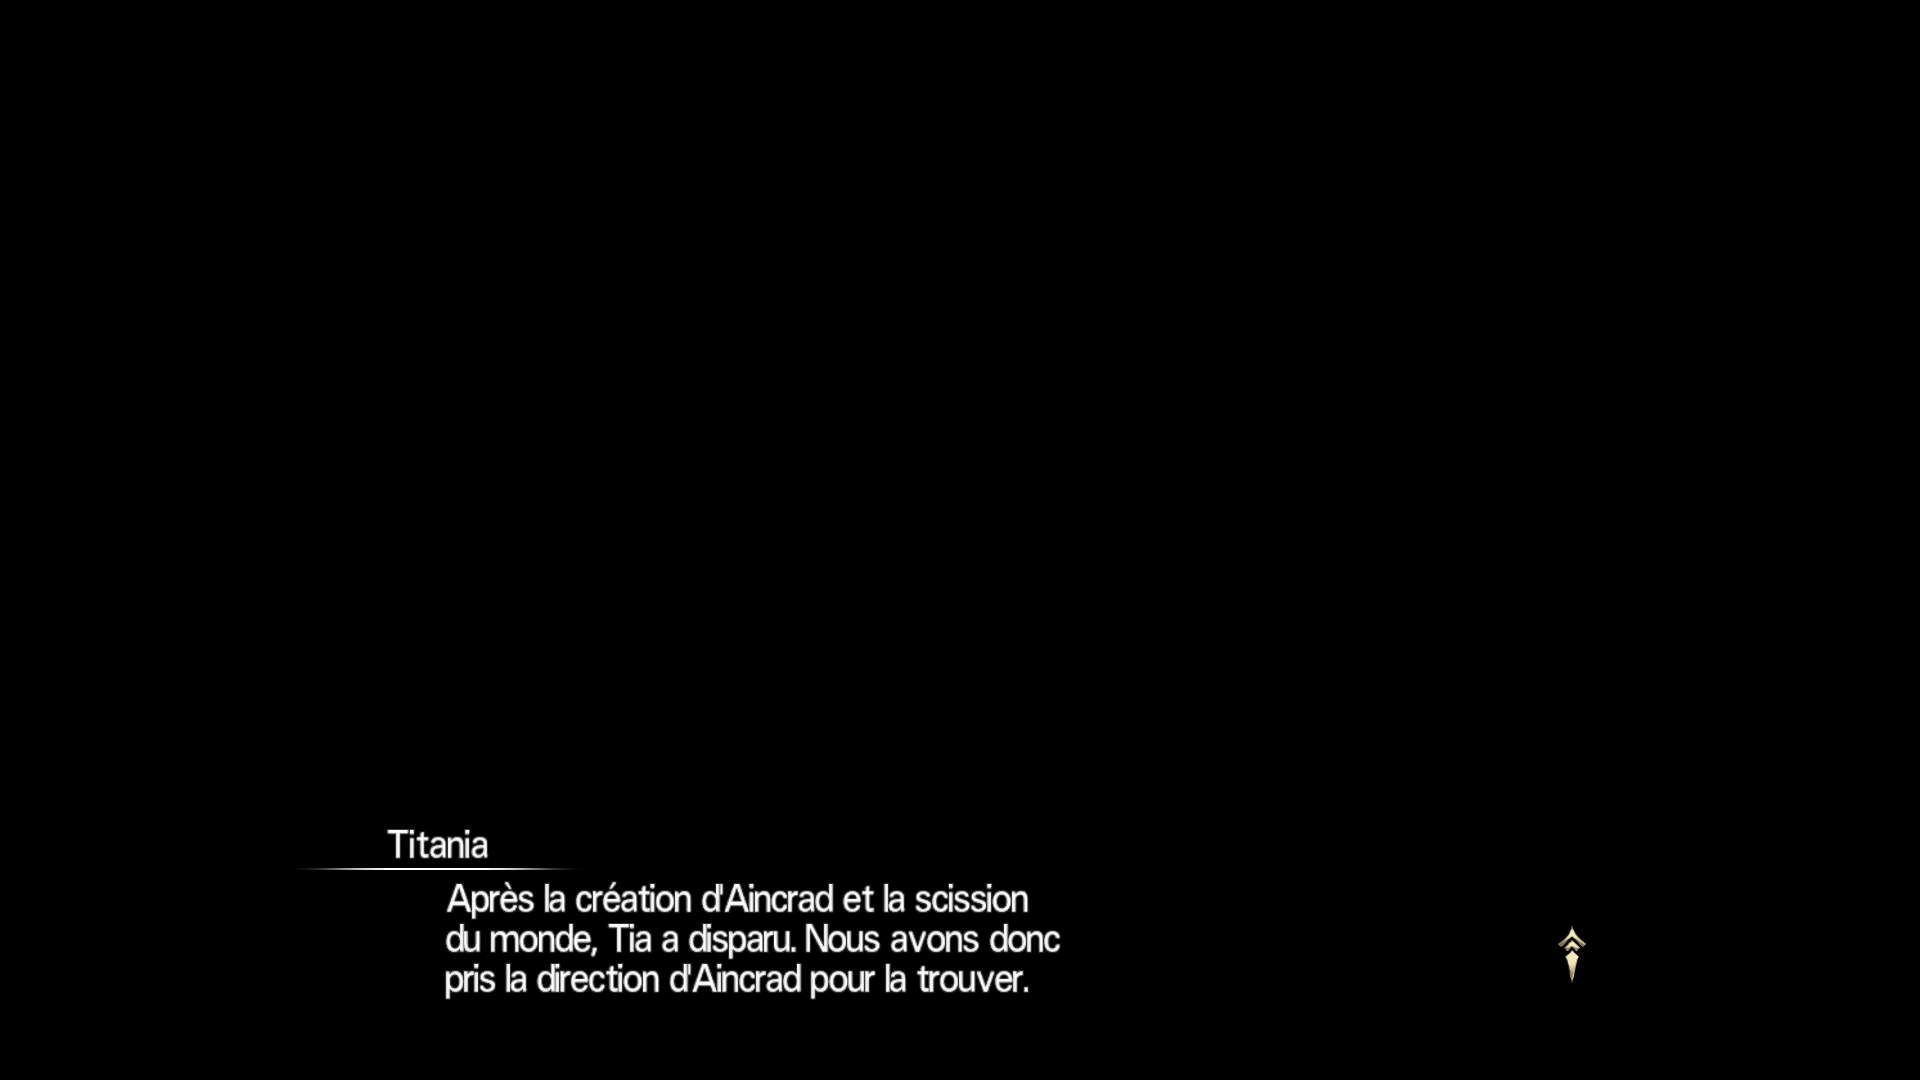 Titania
Après la création d'Aincrad et la scission
du monde, Tia a disparu. Nous avons donc
pris la direction d'Aincrad pour la trouver.